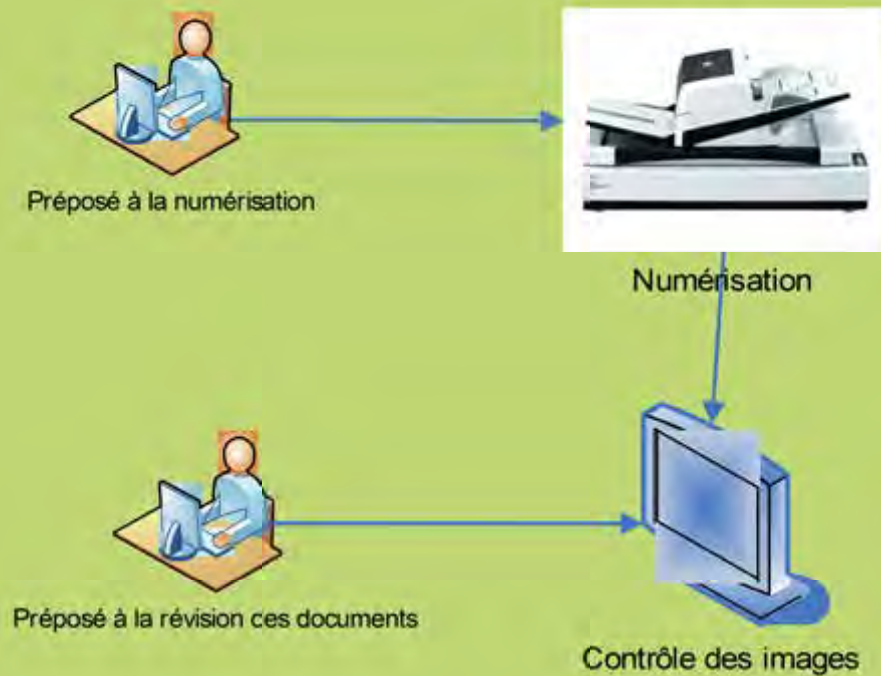 Préposé à la numérisation
Numérisation
Préposé à la révision ces documents
Contrôle des images